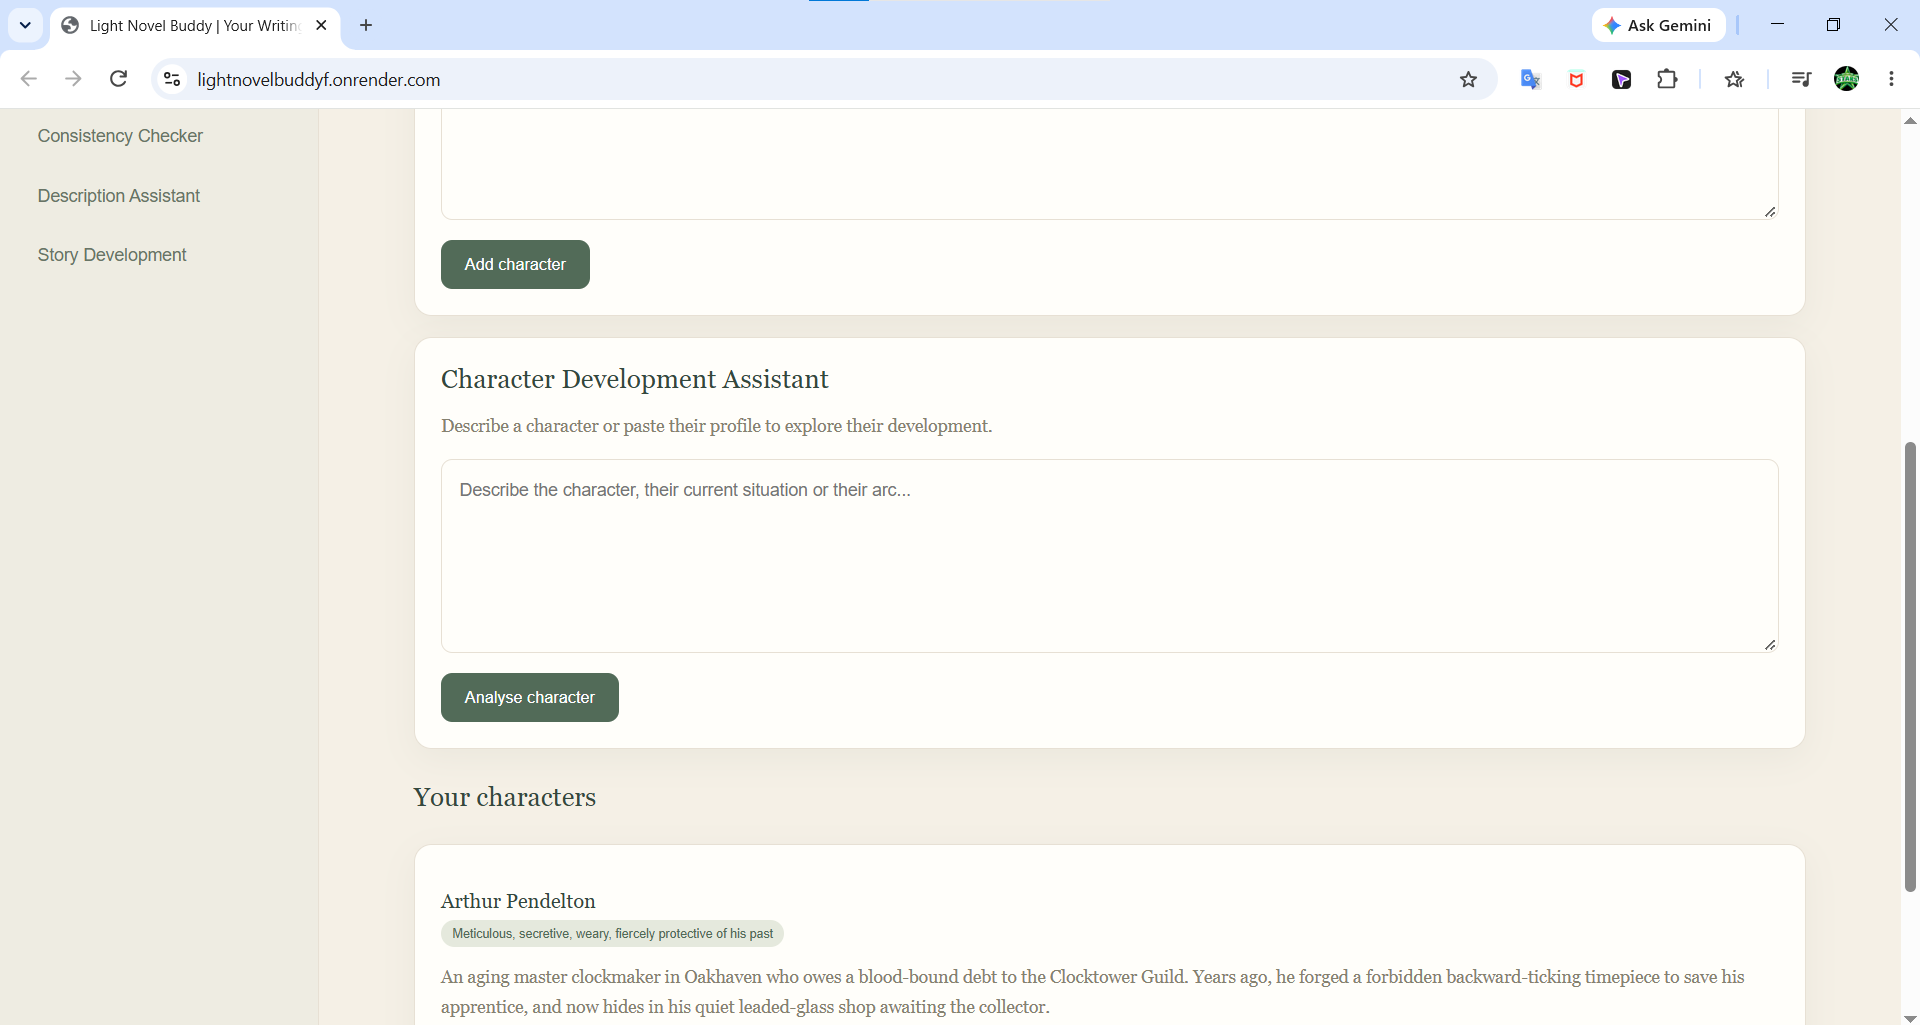 Light Novel Buddy | Your Writin
Ask Gemini
lightnovelbuddyf.onrender.com
Consistency Checker
Description Assistant
Story Development
Add character
Character Development Assistant
Describe a character or paste their profile to explore their development.
Describe the character, their current situation or their arc...
Analyse character
Your characters
Arthur Pendelton
Meticulous, secretive, weary, fiercely protective of his past
An aging master clockmaker in Oakhaven who owes a blood-bound debt to the Clocktower Guild. Years ago, he forged a forbidden backward-ticking timepiece to save his
apprentice, and now hides in his quiet leaded-glass shop awaiting the collector.